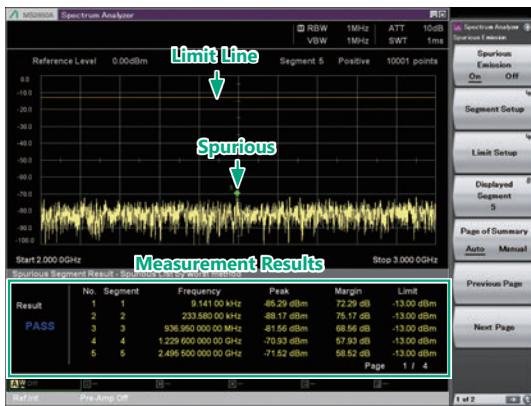 MS2850A Spectrum Analyzer
RBW 1MHz ATT 10dB
VBW 1MHz SWT 1ms
Reference Level 0.00dBm Segment 5 Positive 10001 points
Limit Line
0.0
-10.0
-20.0
-30.0
-40.0
-50.0
-60.0
-70.0
-80.0
-90.0
-100.0
Spurious
Start 2.000 0GHz Stop 3.000 0GHz
Measurement Results
Spurious Segment Result - Spurious List by Worst method
No. Segment Frequency Peak Margin Limit
Result 1 1 9.141 00 kHz -85.29 dBm 72.29 dB -13.00 dBm
PASS 2 2 233.580 00 kHz -88.17 dBm 75.17 dB -13.00 dBm
3 3 936.950 000 00 MHz -81.56 dBm 68.56 dB -13.00 dBm
4 4 1.229 600 000 00 GHz -70.93 dBm 57.93 dB -13.00 dBm
5 5 2.495 500 000 00 GHz -71.52 dBm 58.52 dB -13.00 dBm
Page 1 / 4
Off
Ref.Int Pre-Amp Off
Spectrum Analyzer
Spurious Emission
Spurious
Emission
On Off
Segment Setup
Limit Setup
Displayed
Segment
5
Page of Summary
Auto Manual
Previous Page
Next Page
1 of 2